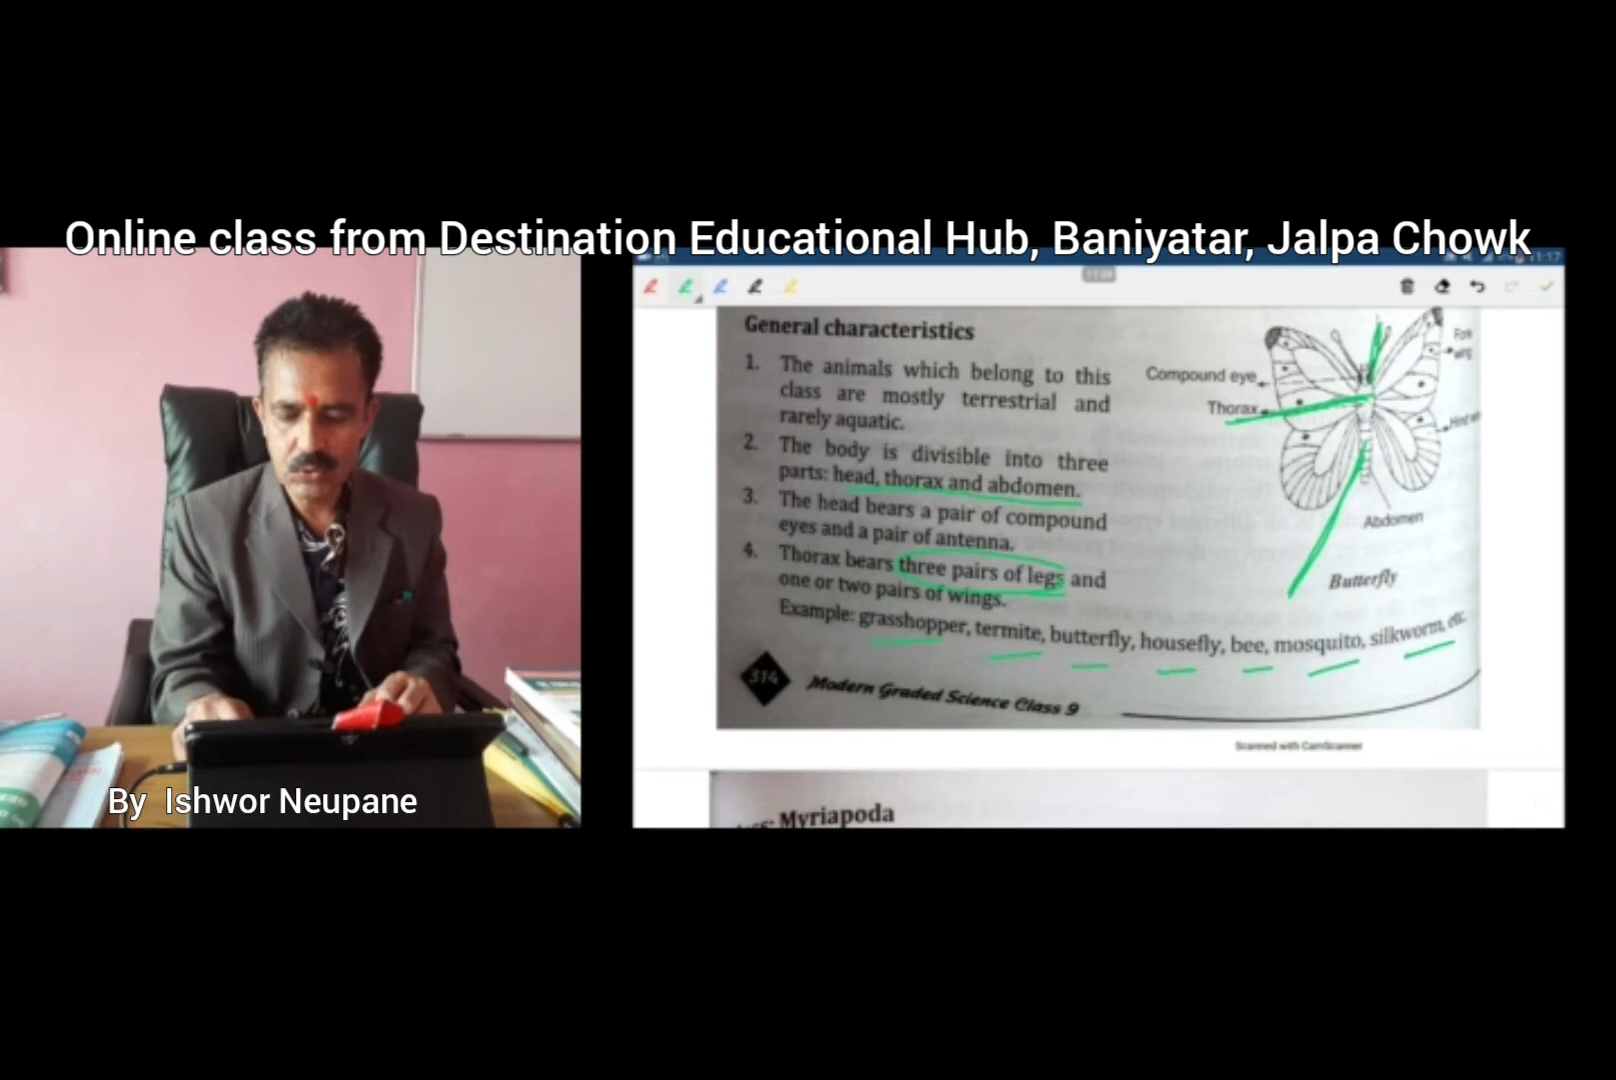 Online class from Destination Educational Hub, Baniyatar, Jalpa Chowk
11:17
General characteristics
1. The animals which belong to this
class are mostly terrestrial and
rarely aquatic.
2. The body is divisible into three
parts: head, thorax and abdomen.
3. The head bears a pair of compound
eyes and a pair of antenna.
4. Thorax bears three pairs of legs and
one or two pairs of wings.
Example: grasshopper, termite, butterfly, housefly, bee, mosquito, silkworm, etc.
Compound eye
Thorax
Fore
wing
Hind
Abdomen
Butterfly
314
Modern Graded Science Class 9
Scanned with CamScanner
Myriapoda
By Ishwor Neupane